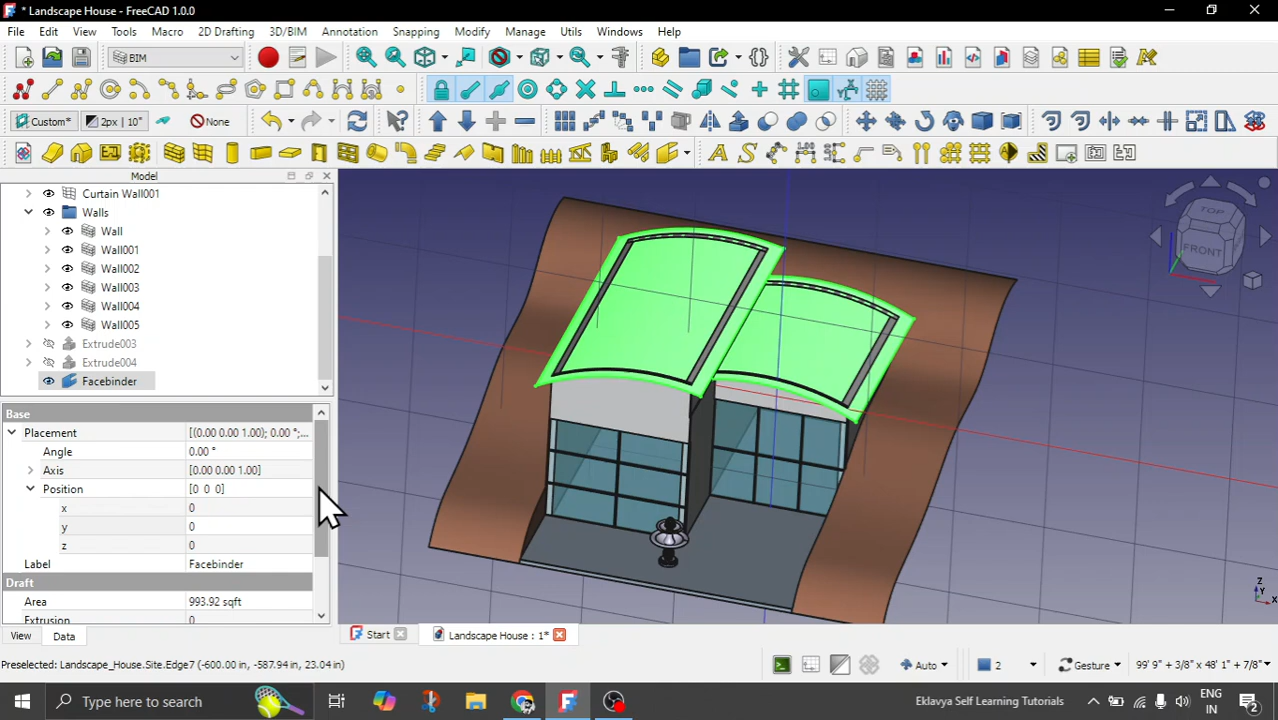 * Landscape House - FreeCAD 1.0.0
File Edit View Tools Macro 2D Drafting 3D/BIM Annotation Snapping Modify Manage Utils Windows Help
BIM
Custom* 2px | 10" None
Model
Curtain Wall001
Walls
Wall
Wall001
Wall002
Wall003
Wall004
Wall005
Extrude003
Extrude004
Facebinder
Base
Placement [(0.00 0.00 1.00); 0.00 °;...
Angle 0.00 °
Axis [0.00 0.00 1.00]
Position [0 0 0]
x 0
y 0
z 0
Label Facebinder
Draft
Area 993.92 sqft
Extrusion 0
View Data
TOP
FRONT
Z
Y
X
Start Landscape House : 1*
Preselected: Landscape_House.Site.Edge7 (-600.00 in, -587.94 in, 23.04 in)
Auto 2 Gesture 99' 9" + 3/8" x 48' 1" + 7/8"
Type here to search
Eklavya Self Learning Tutorials
ENG
IN
2